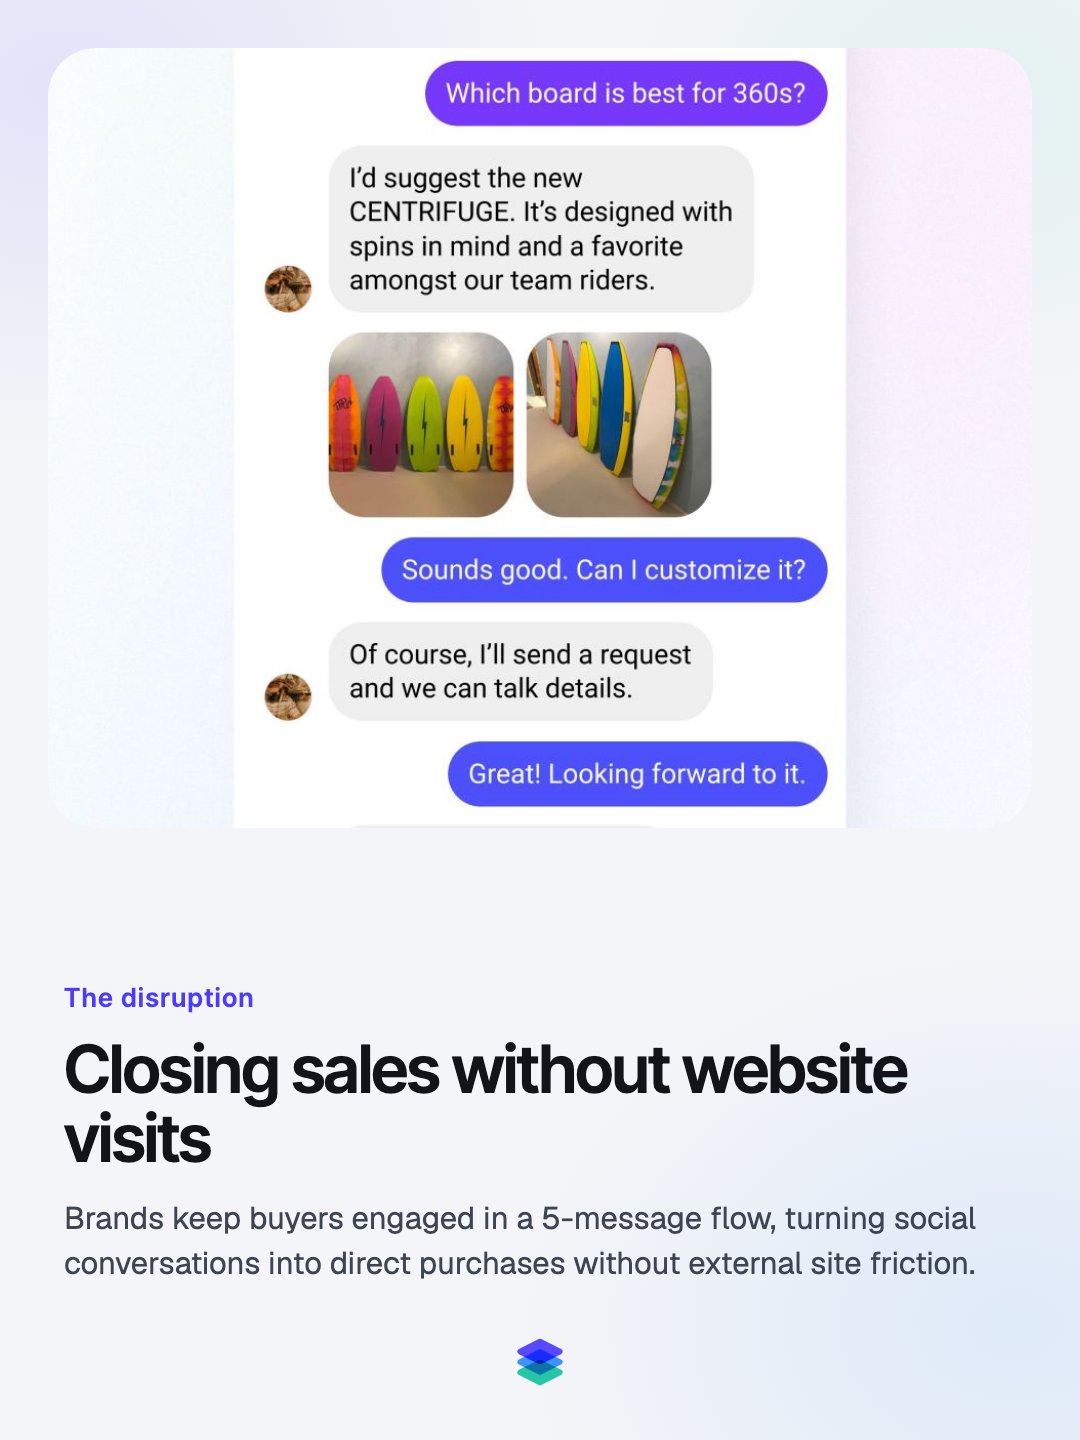 Which board is best for 360s?
I’d suggest the new
CENTRIFUGE. It’s designed with
spins in mind and a favorite
amongst our team riders.
Sounds good. Can I customize it?
Of course, I’ll send a request
and we can talk details.
Great! Looking forward to it.
The disruption
Closing sales without website
visits
Brands keep buyers engaged in a 5-message flow, turning social
conversations into direct purchases without external site friction.